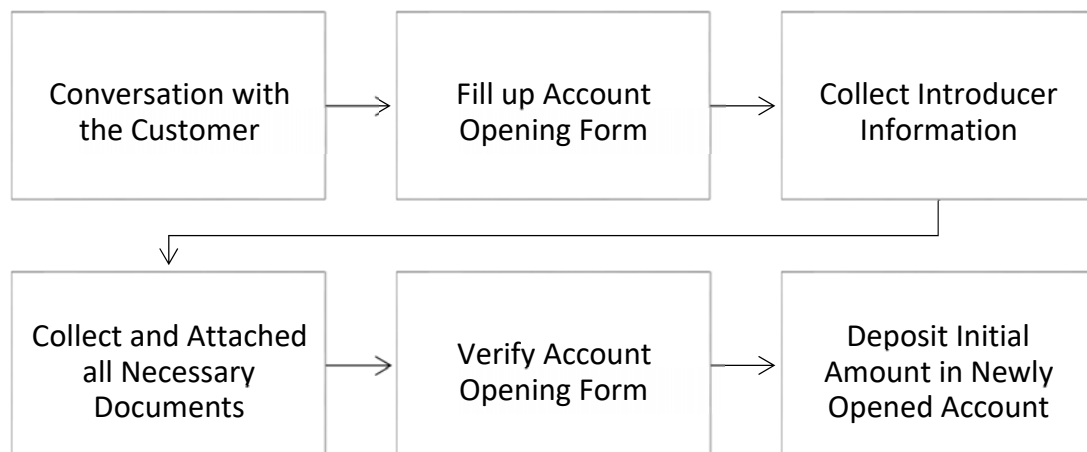 Conversation with
the Customer
Fill up Account
Opening Form
Collect Introducer
Information
Collect and Attached
all Necessary
Documents
Verify Account
Opening Form
Deposit Initial
Amount in Newly
Opened Account